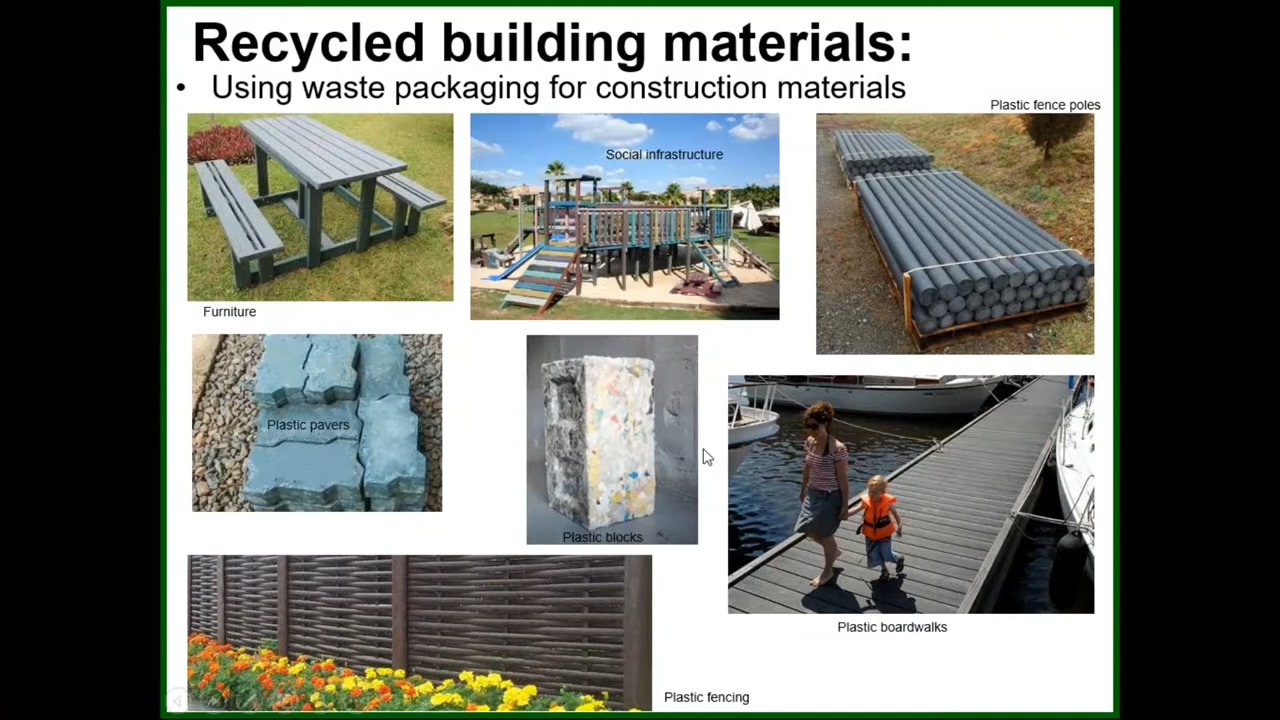 Recycled building materials:
• Using waste packaging for construction materials
Plastic fence poles
Social infrastructure
Furniture
Plastic pavers
Plastic blocks
Plastic boardwalks
Plastic fencing